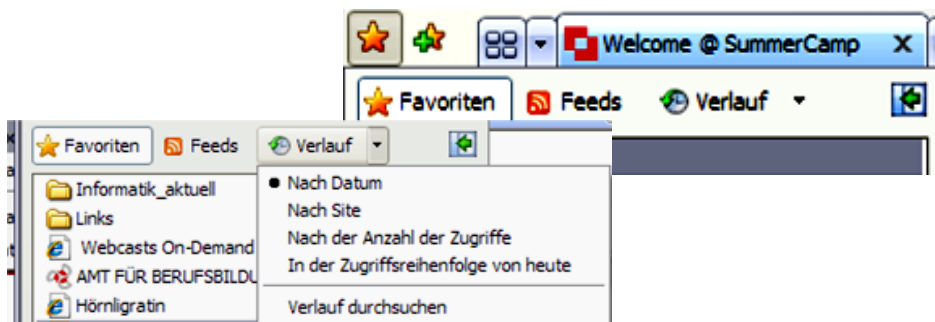 Welcome @ SummerCamp X
Favoriten Feeds Verlauf
Favoriten Feeds Verlauf
Informatik_aktuell
Links
Webcasts On-Demand
AMT FÜR BERUFSBILDU
Hörnligratin
Nach Datum
Nach Site
Nach der Anzahl der Zugriffe
In der Zugriffsreihenfolge von heute
Verlauf durchsuchen